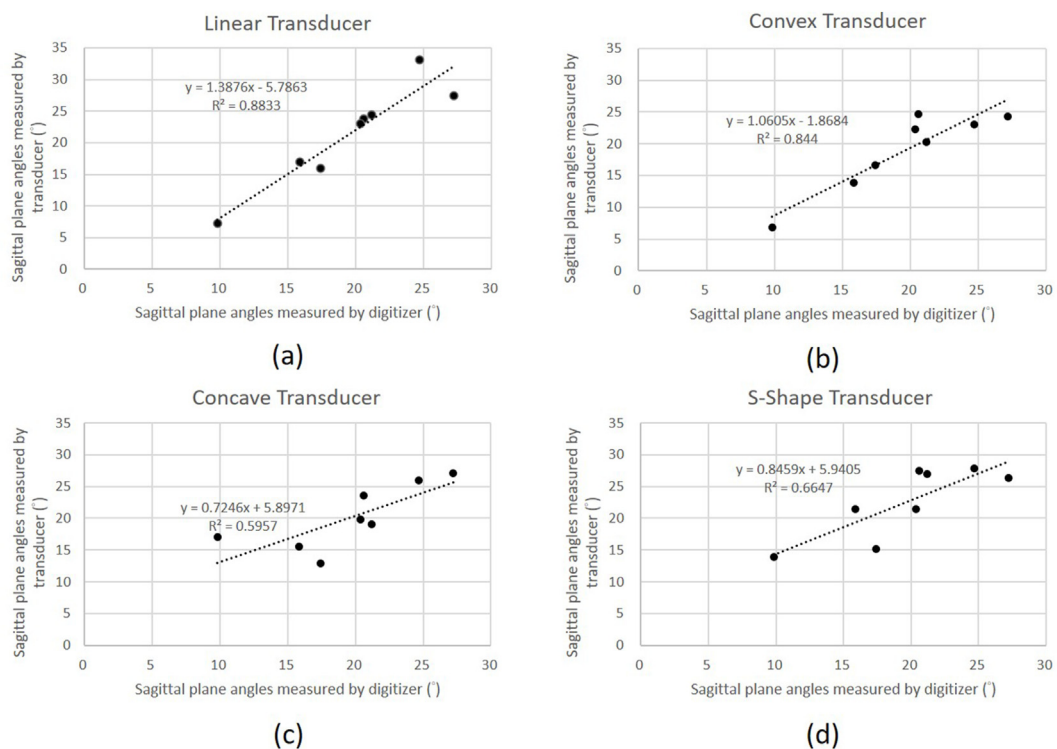 Linear Transducer
Sagittal plane angles measured by
transducer (°)
35
30
25
20
15
10
5
0
y = 1.3876x - 5.7863
R² = 0.8833
0 5 10 15 20 25 30
Sagittal plane angles measured by digitizer (°)
(a)
Convex Transducer
Sagittal plane angles measured by
transducer (°)
35
30
25
20
15
10
5
0
y = 1.0605x - 1.8684
R² = 0.844
0 5 10 15 20 25 30
Sagittal plane angles measured by digitizer (°)
(b)
Concave Transducer
Sagittal plane angles measured by
transducer (°)
35
30
25
20
15
10
5
0
y = 0.7246x + 5.8971
R² = 0.5957
0 5 10 15 20 25 30
Sagittal plane angles measured by digitizer (°)
(c)
S-Shape Transducer
Sagittal plane angles measured by
transducer (°)
35
30
25
20
15
10
5
0
y = 0.8459x + 5.9405
R² = 0.6647
0 5 10 15 20 25 30
Sagittal plane angles measured by digitizer (°)
(d)